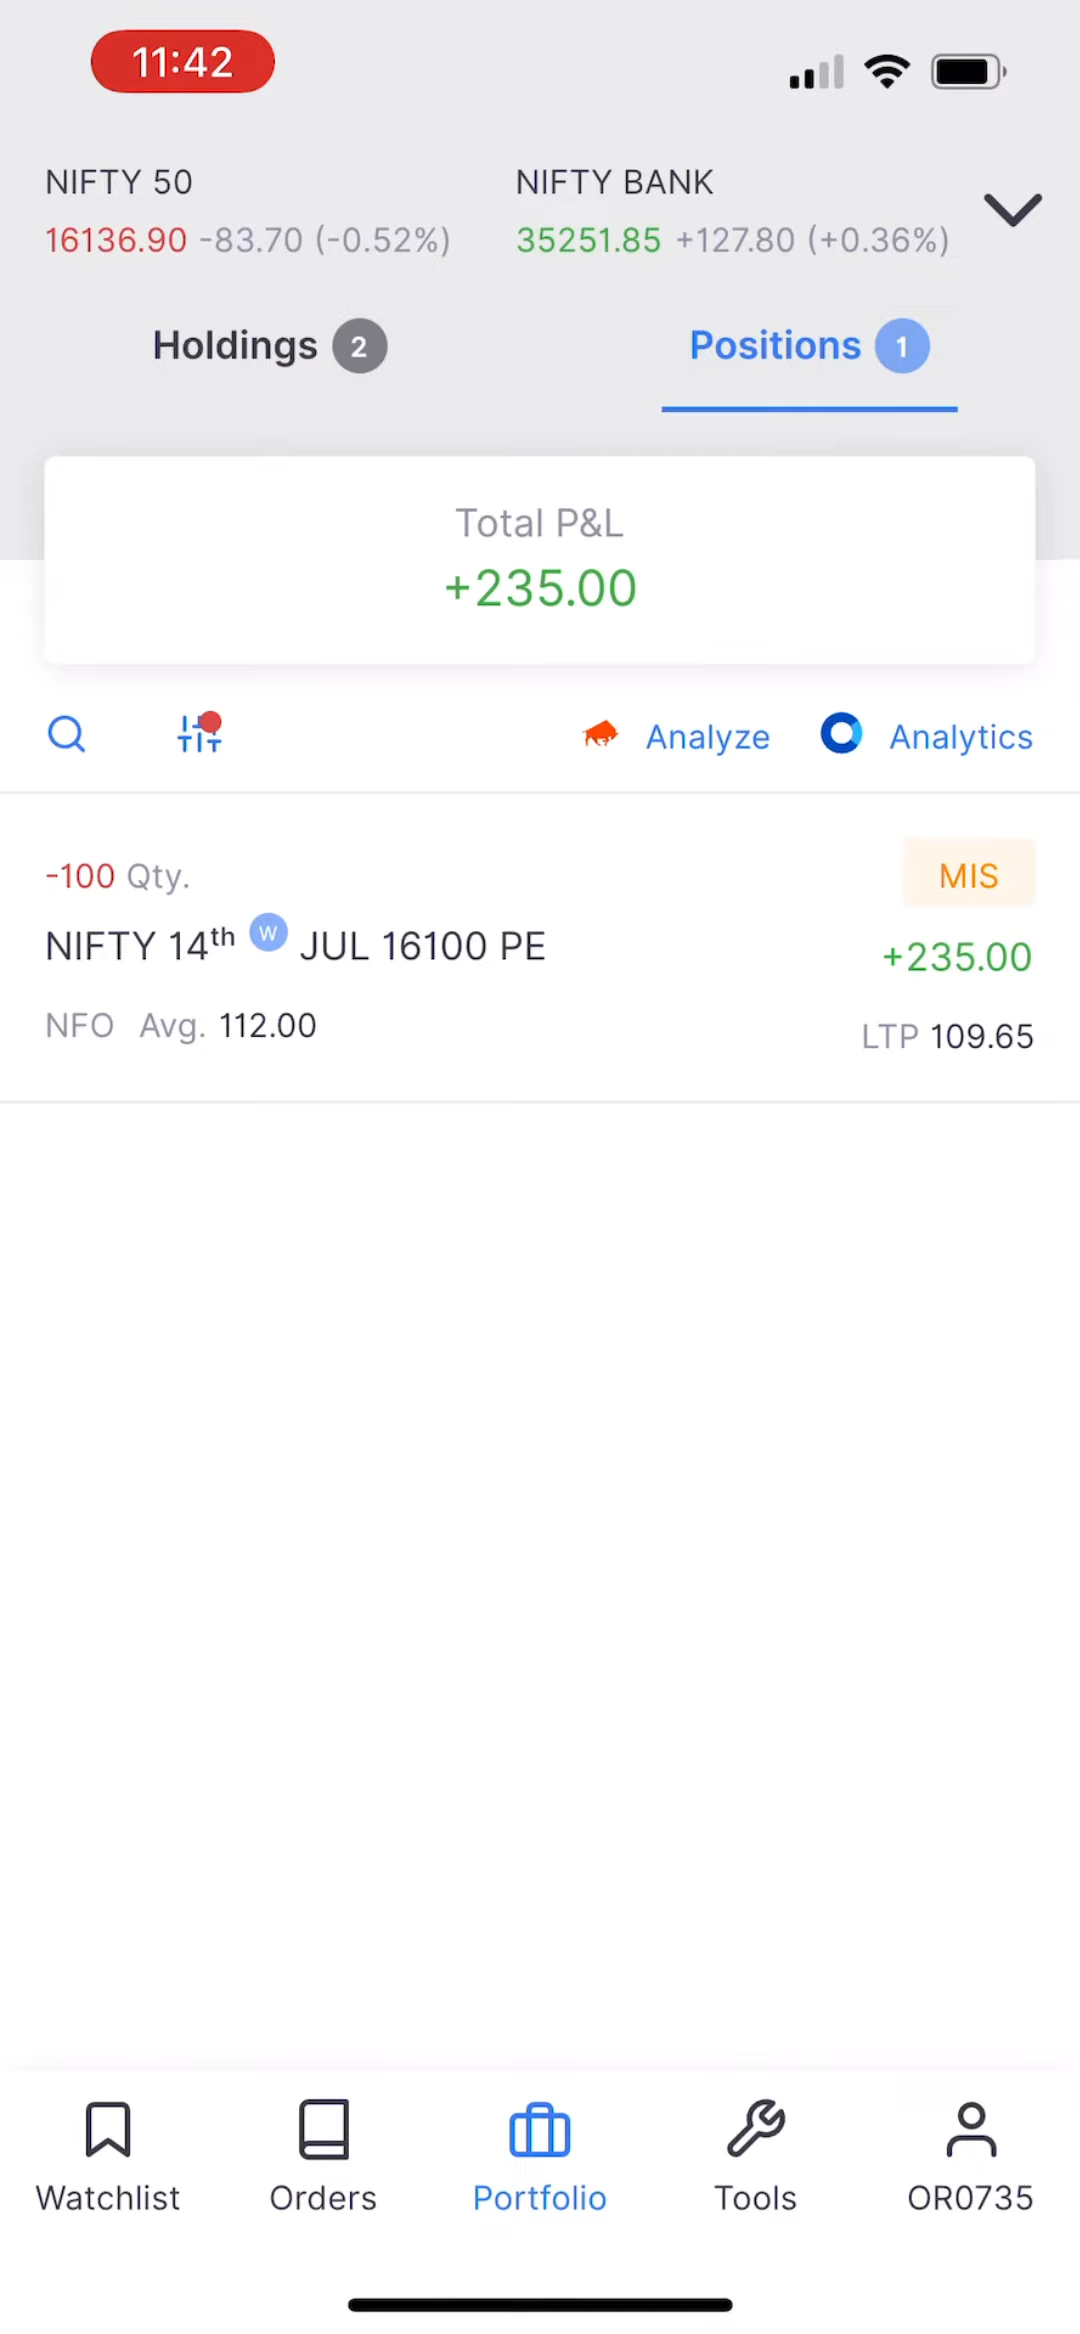 11:42
NIFTY 50 NIFTY BANK
16136.90 -83.70 (-0.52%) 35251.85 +127.80 (+0.36%)
Holdings 2 Positions 1
Total P&L
+235.00
Analyze Analytics
-100 Qty. MIS
NIFTY 14th W JUL 16100 PE +235.00
NFO Avg. 112.00 LTP 109.65
Watchlist Orders Portfolio Tools OR0735